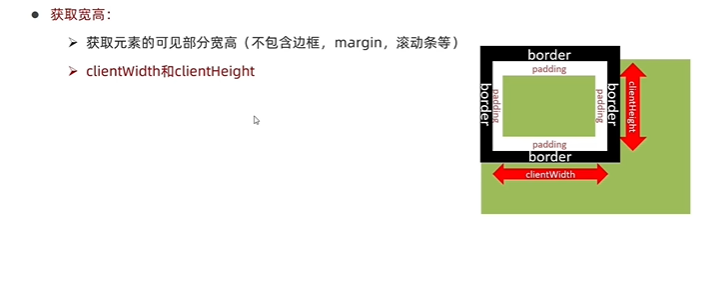 ● 获取宽高：
➢ 获取元素的可见部分宽高（不包含边框，margin，滚动条等）
➢ clientWidth和clientHeight
border
padding
border
padding
padding
border
clientHeight
padding
border
clientWidth